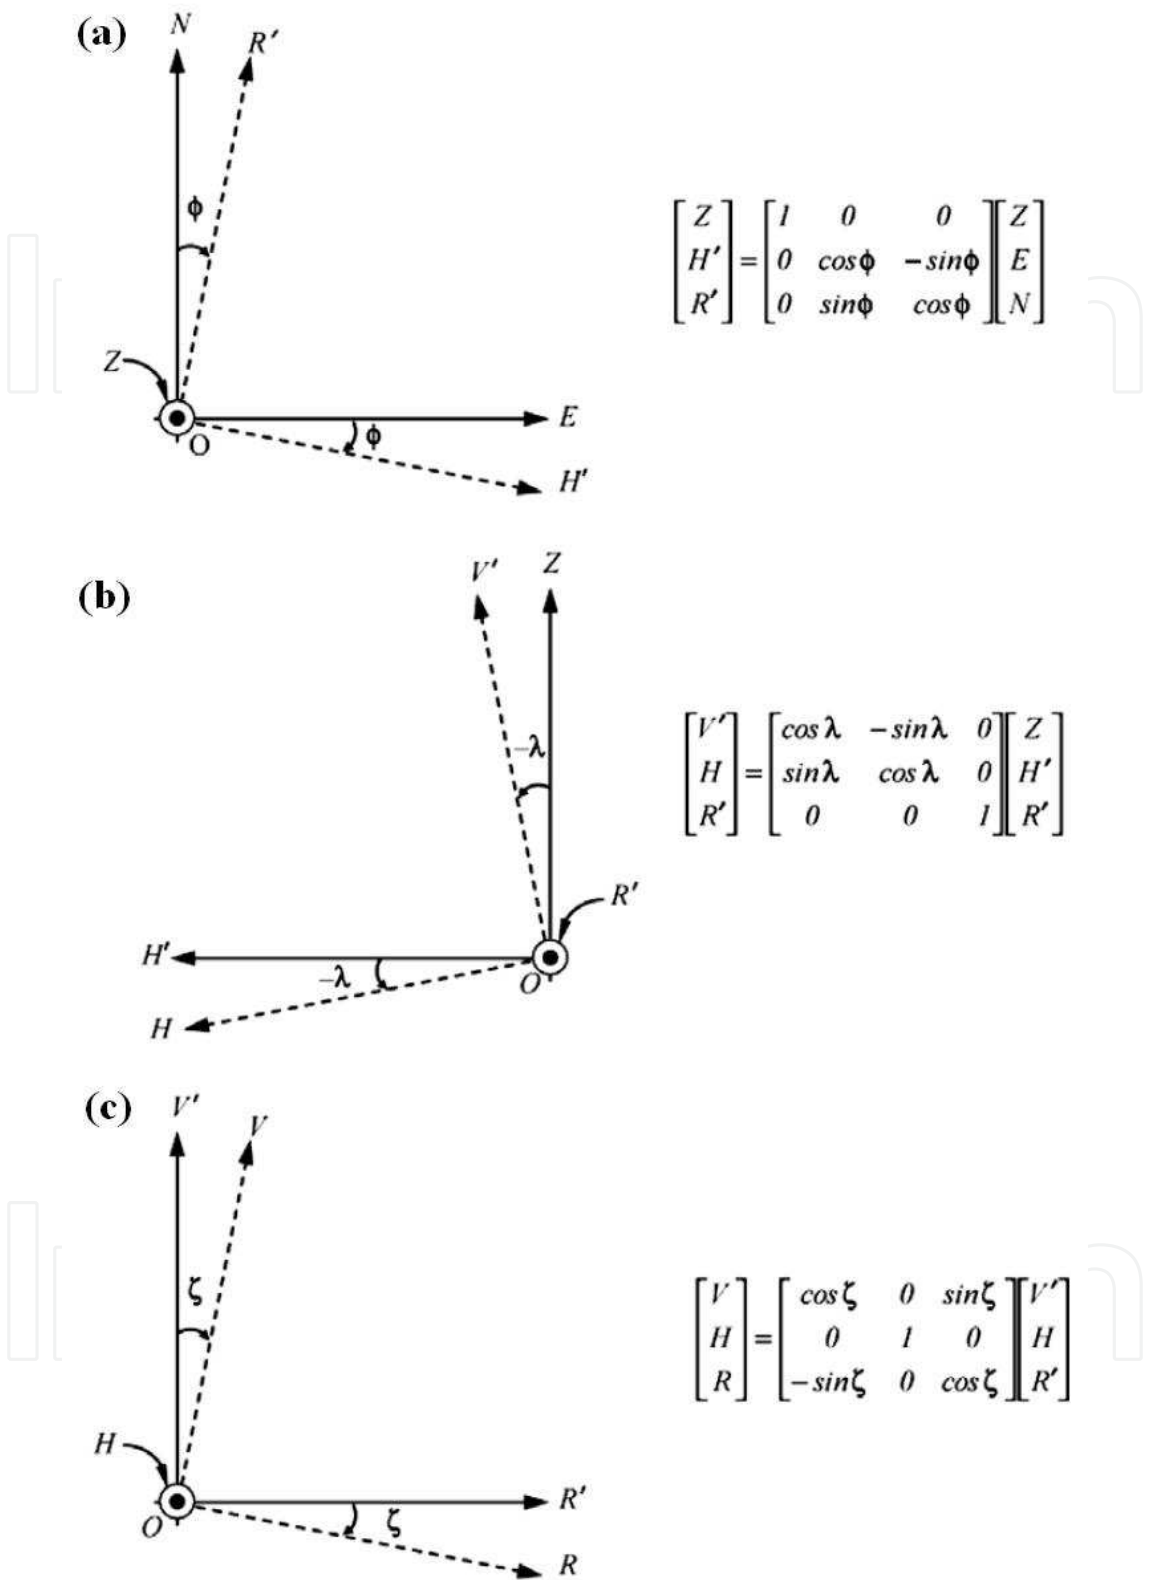 (a)
N
R′
ϕ
Z
O
E
ϕ
H′
[Z] = [1 0 0] [Z]
[H′] = [0 cosϕ −sinϕ] [E]
[R′] = [0 sinϕ cosϕ] [N]
(b)
V′
Z
−λ
R′
H′
−λ
O
H
[V′] = [cosλ −sinλ 0] [Z]
[H] = [sinλ cosλ 0] [H′]
[R′] = [0 0 1] [R′]
(c)
V′
V
ζ
H
O
R′
ζ
R
[V] = [cosζ 0 sinζ] [V′]
[H] = [0 1 0] [H]
[R] = [−sinζ 0 cosζ] [R′]